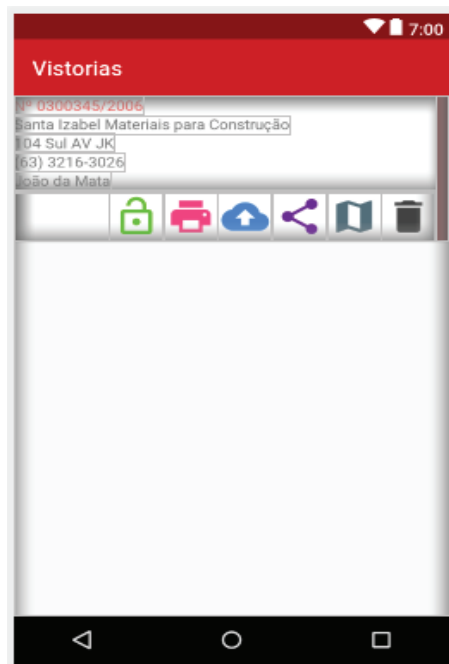 7:00
Vistorias
Nº 0300345/2006
Santa Izabel Materiais para Construção
104 Sul AV JK
(63) 3216-3026
João da Mata